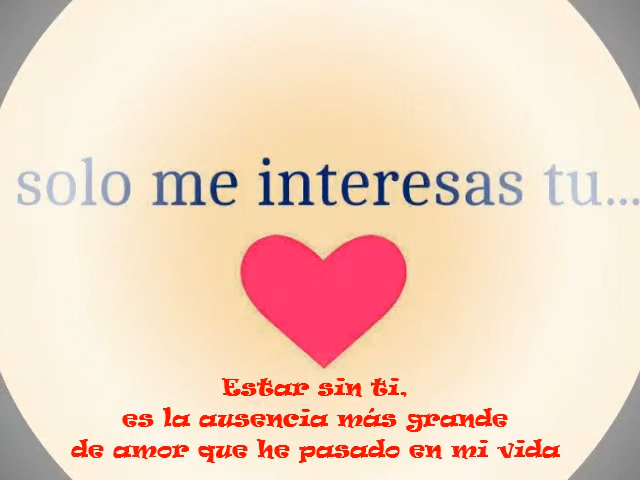 solo me interesas tu...
Estar sin ti,
es la ausencia más grande
de amor que he pasado en mi vida